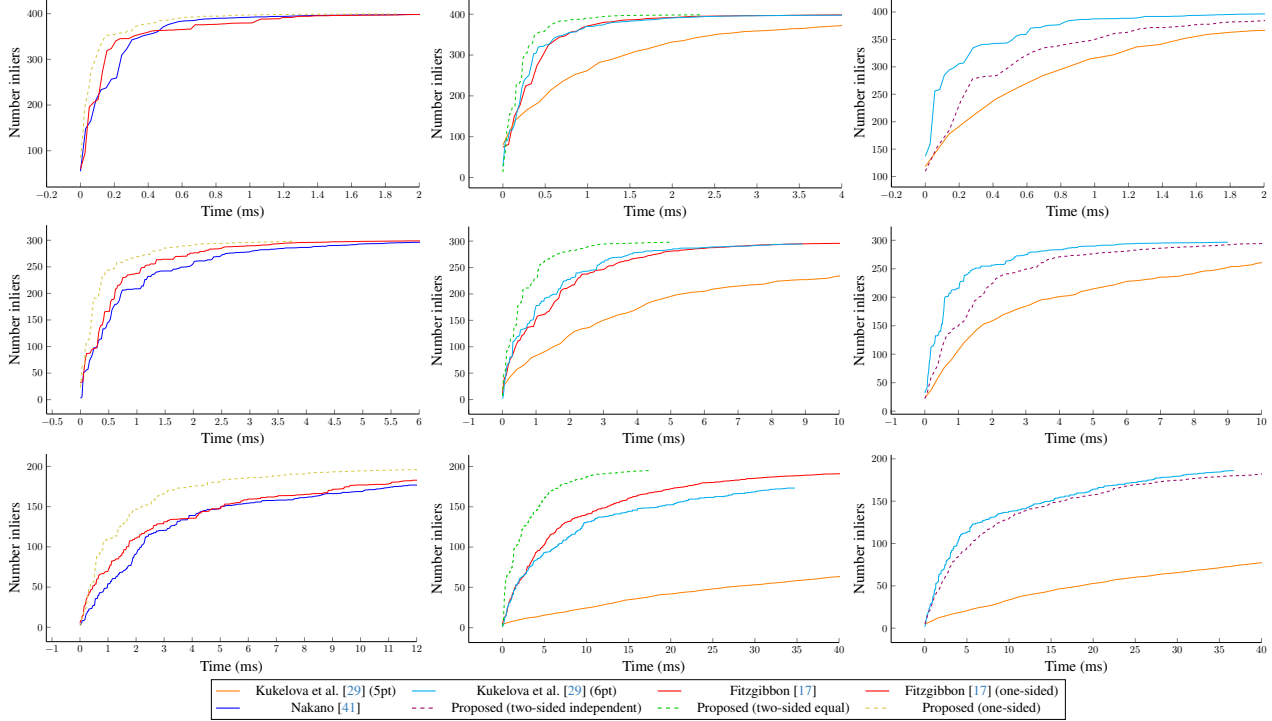 400
300
200
100
Number inliers
−0.2 0 0.2 0.4 0.6 0.8 1 1.2 1.4 1.6 1.8 2
Time (ms)
400
300
200
100
0
Number inliers
0 0.5 1 1.5 2 2.5 3 3.5 4
Time (ms)
400
350
300
250
200
150
100
Number inliers
−0.2 0 0.2 0.4 0.6 0.8 1 1.2 1.4 1.6 1.8 2
Time (ms)
300
250
200
150
100
50
0
Number inliers
−0.5 0 0.5 1 1.5 2 2.5 3 3.5 4 4.5 5 5.5 6
Time (ms)
300
250
200
150
100
50
0
Number inliers
−1 0 1 2 3 4 5 6 7 8 9 10
Time (ms)
300
250
200
150
100
50
0
Number inliers
−1 0 1 2 3 4 5 6 7 8 9 10
Time (ms)
200
150
100
50
0
Number inliers
−1 0 1 2 3 4 5 6 7 8 9 10 11 12
Time (ms)
200
150
100
50
0
Number inliers
0 5 10 15 20 25 30 35 40
Time (ms)
200
150
100
50
0
Number inliers
0 5 10 15 20 25 30 35 40
Time (ms)
Kukelova et al. [29] (5pt) Kukelova et al. [29] (6pt) Fitzgibbon [17] Fitzgibbon [17] (one-sided)
Nakano [41] Proposed (two-sided independent) Proposed (two-sided equal) Proposed (one-sided)